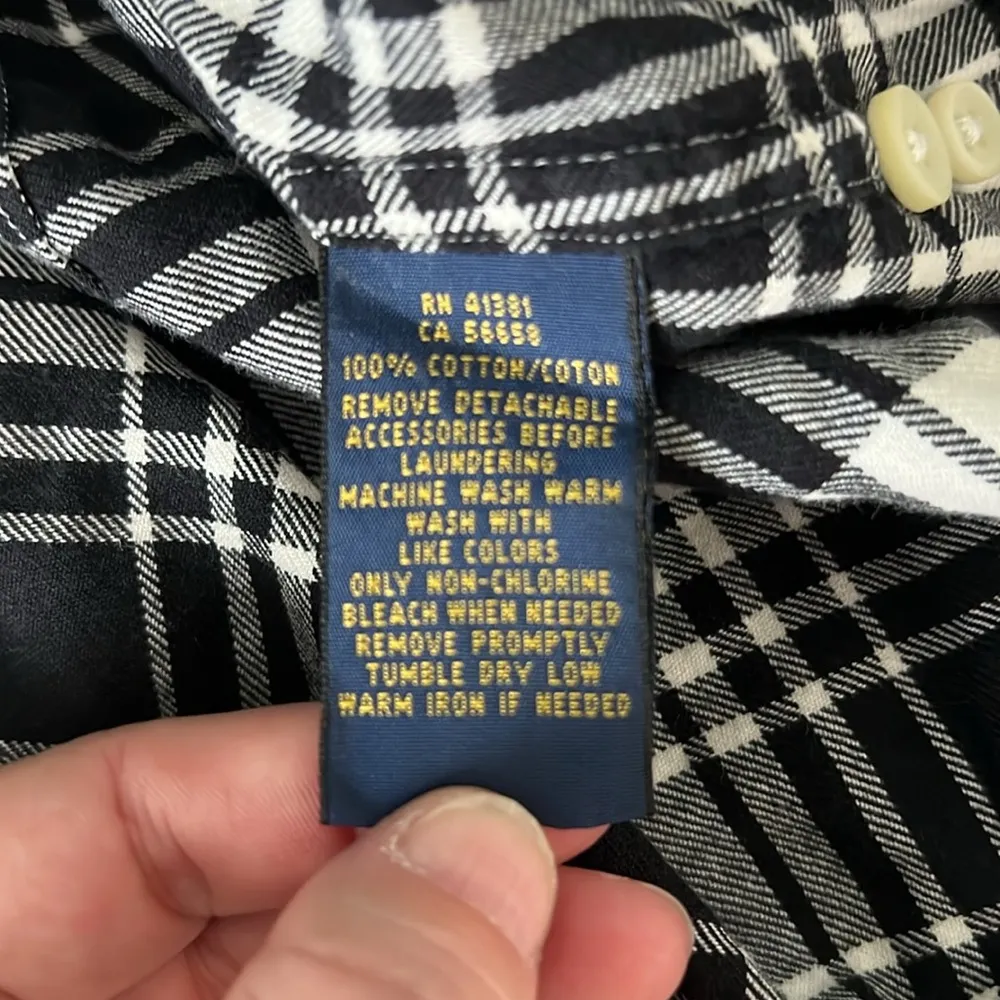 RN 41381
CA 56658
100% COTTON/COTON
REMOVE DETACHABLE
ACCESSORIES BEFORE
LAUNDERING
MACHINE WASH WARM
WASH WITH
LIKE COLORS
ONLY NON-CHLORINE
BLEACH WHEN NEEDED
REMOVE PROMPTLY
TUMBLE DRY LOW
WARM IRON IF NEEDED